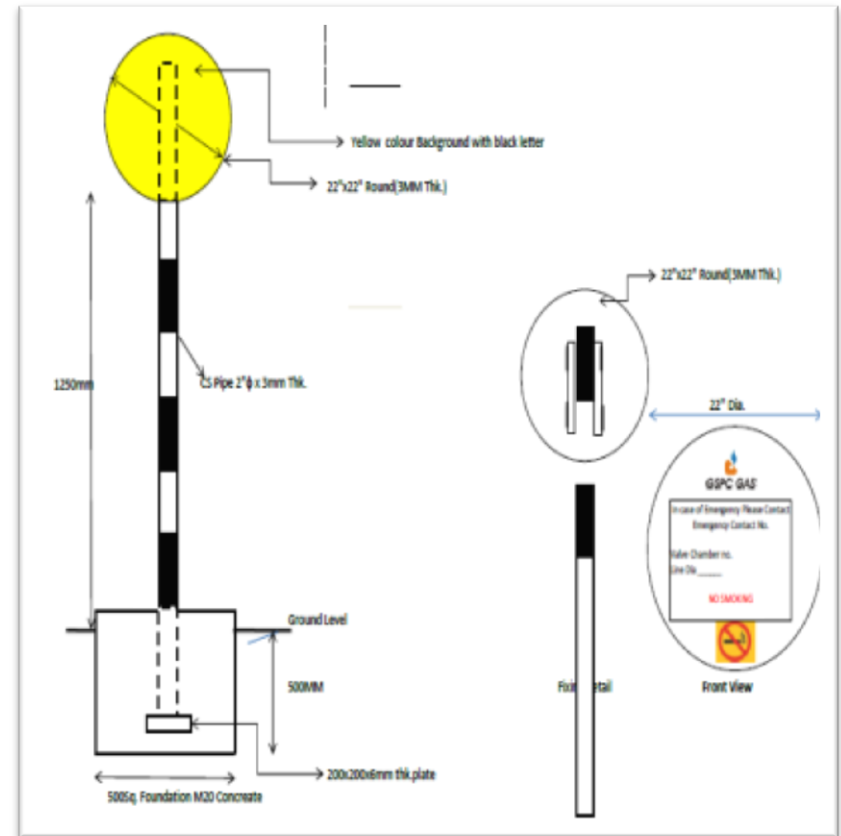 Yellow colour Background with black letter
22"x22" Round(3MM Thk.)
1250mm
CS Pipe 2"ϕ x 3mm Thk.
Ground Level
500MM
200x200x6mm thk.plate
500Sq. Foundation M20 Concreate
22"x22" Round(3MM Thk.)
22" Dia.
GSPC GAS
In case of Emergency Please Contact
Emergency Contact No.
Valve Chamber no.
Line Dia ______
NO SMOKING
Front View